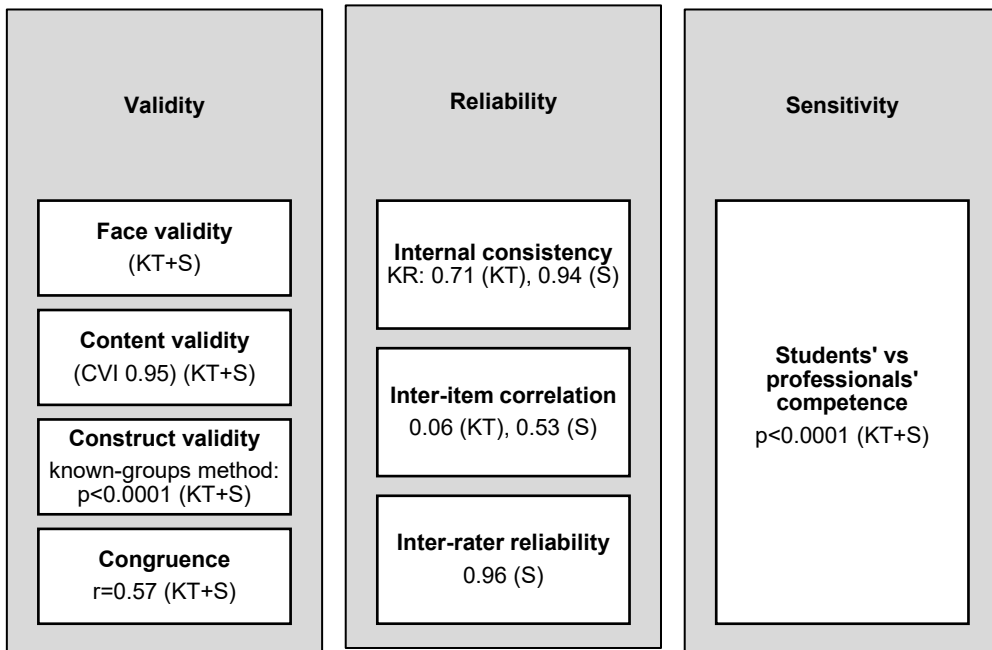 Validity
Face validity
(KT+S)
Content validity
(CVI 0.95) (KT+S)
Construct validity
known-groups method:
p<0.0001 (KT+S)
Congruence
r=0.57 (KT+S)
Reliability
Internal consistency
KR: 0.71 (KT), 0.94 (S)
Inter-item correlation
0.06 (KT), 0.53 (S)
Inter-rater reliability
0.96 (S)
Sensitivity
Students' vs
professionals'
competence
p<0.0001 (KT+S)